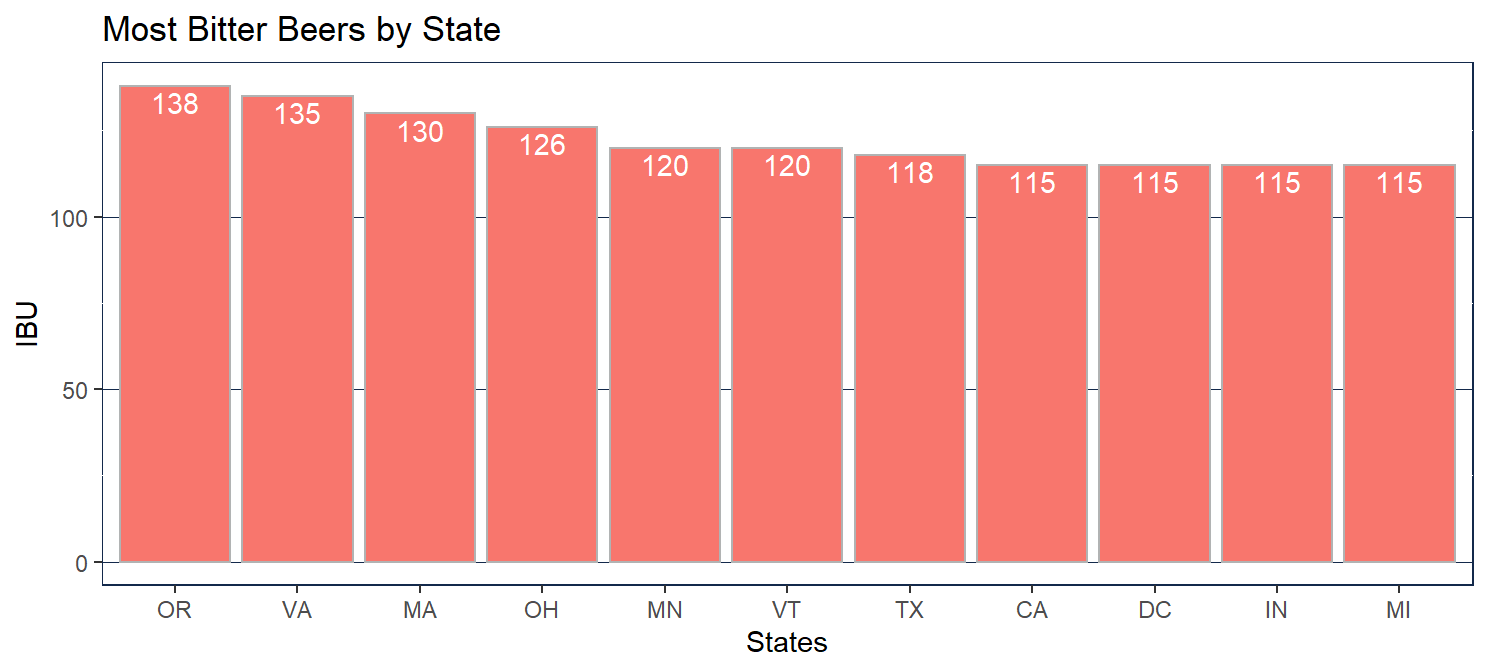 Most Bitter Beers by State
138 135 130 126 120 120 118 115 115 115 115
100
50
0
IBU
OR VA MA OH MN VT TX CA DC IN MI
States